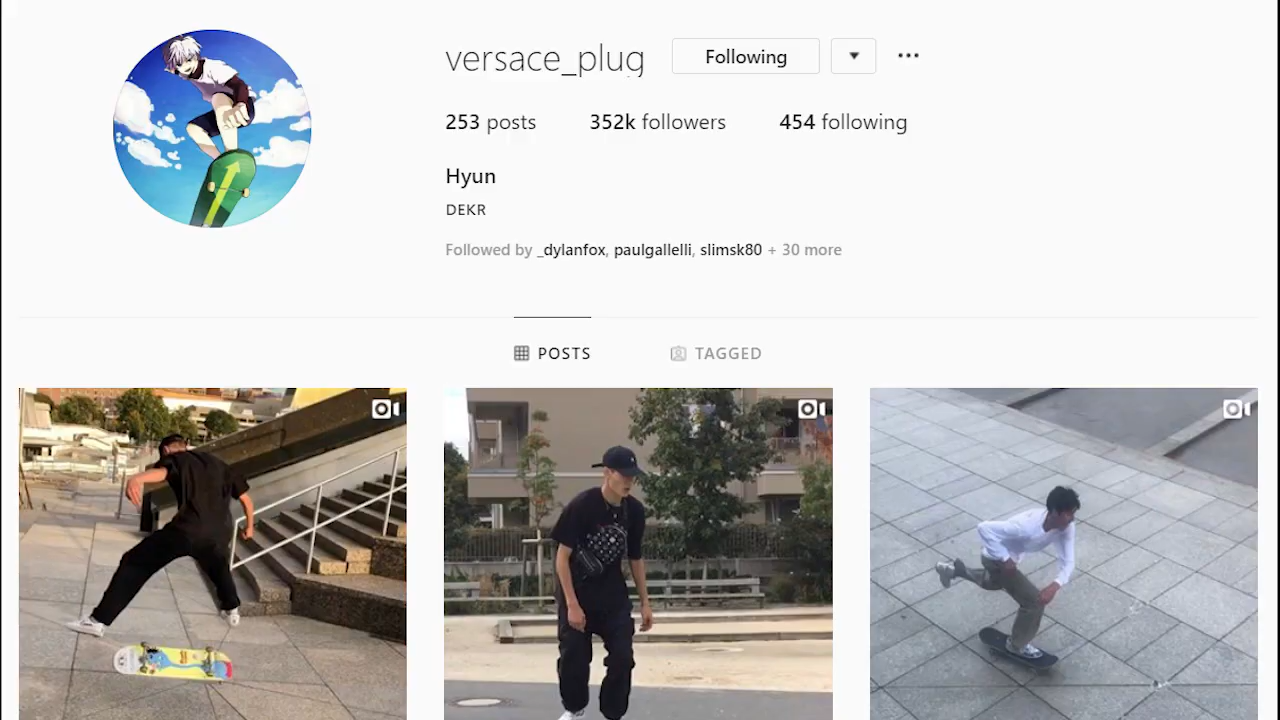 versace_plug Following
253 posts 352k followers 454 following
Hyun
DEKR
Followed by _dylanfox, paulgallelli, slimsk80 + 30 more
POSTS TAGGED